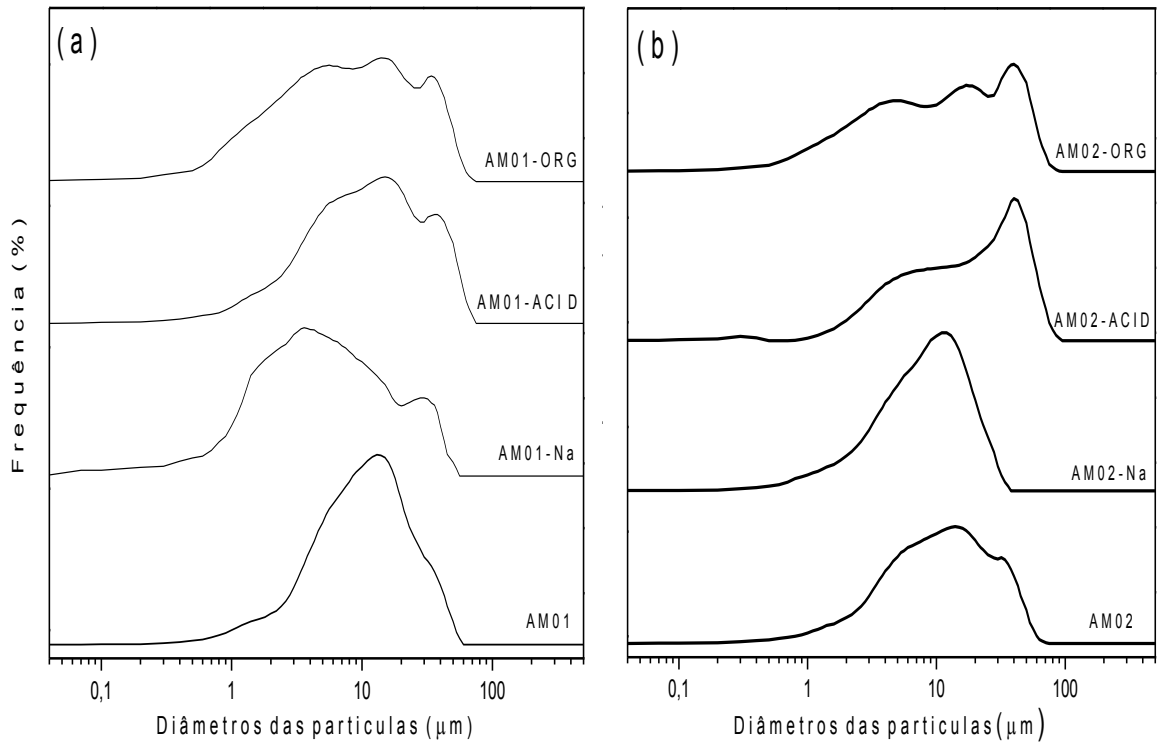 (a)
AM01-ORG
AM01-ACID
AM01-Na
AM01
Frequência (%)
0,1 1 10 100
Diâmetros das particulas (μm)
(b)
AM02-ORG
AM02-ACID
AM02-Na
AM02
0,1 1 10 100
Diâmetros das particulas (μm)